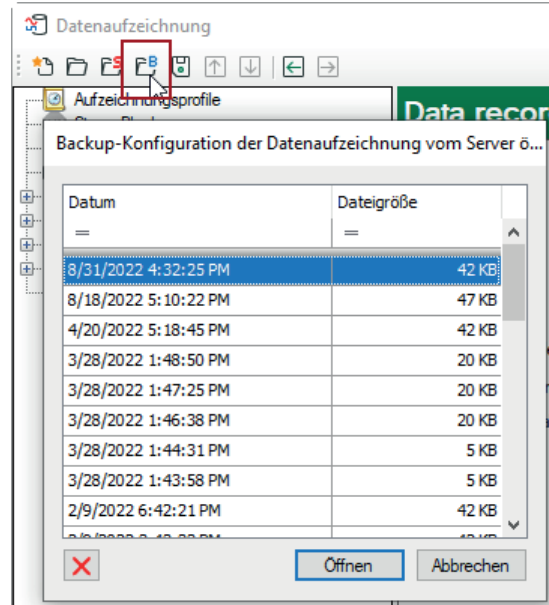 Datenaufzeichnung
S B
Aufzeichnungsprofile
Data recor
Backup-Konfiguration der Datenaufzeichnung vom Server ö...
Datum Dateigröße
= =
8/31/2022 4:32:25 PM 42 KB
8/18/2022 5:10:22 PM 47 KB
4/20/2022 5:18:45 PM 42 KB
3/28/2022 1:48:50 PM 20 KB
3/28/2022 1:47:25 PM 20 KB
3/28/2022 1:46:38 PM 20 KB
3/28/2022 1:44:31 PM 5 KB
3/28/2022 1:43:58 PM 5 KB
2/9/2022 6:42:21 PM 42 KB
Öffnen Abbrechen